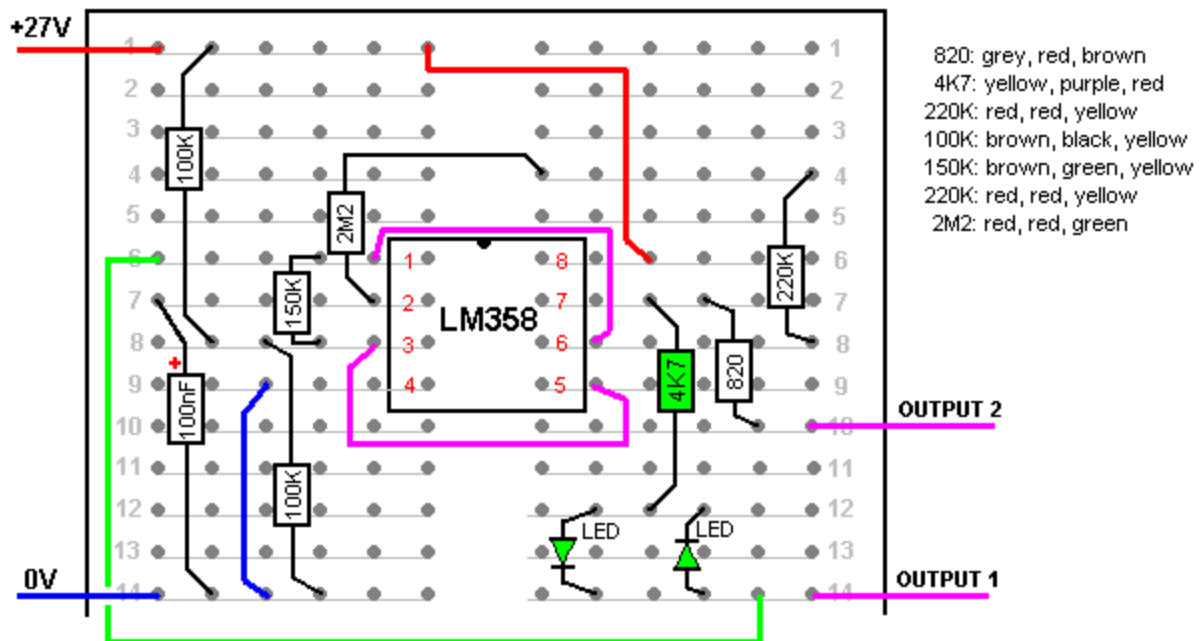 +27V
1
1
2
2
3
3
4
4
5
5
6
6
7
7
8
8
9
9
10
10
11
11
12
12
13
13
14
14
0V
100K
2M2
150K
+
100nF
100K
1
2
3
4
8
7
6
5
LM358
220K
4K7
820
LED
LED
OUTPUT 2
OUTPUT 1
820: grey, red, brown
4K7: yellow, purple, red
220K: red, red, yellow
100K: brown, black, yellow
150K: brown, green, yellow
220K: red, red, yellow
2M2: red, red, green